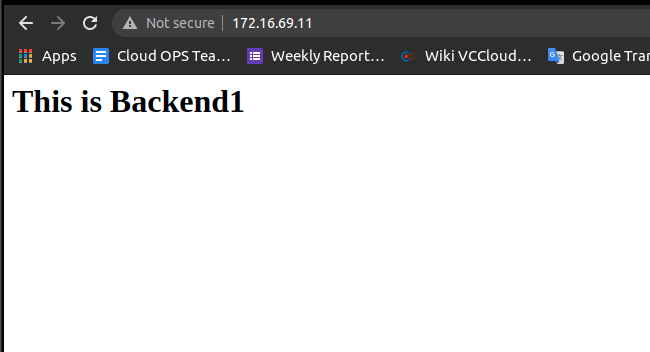 Not secure | 172.16.69.11
Apps Cloud OPS Tea... Weekly Report... Wiki VCCloud... Google Tran
This is Backend1